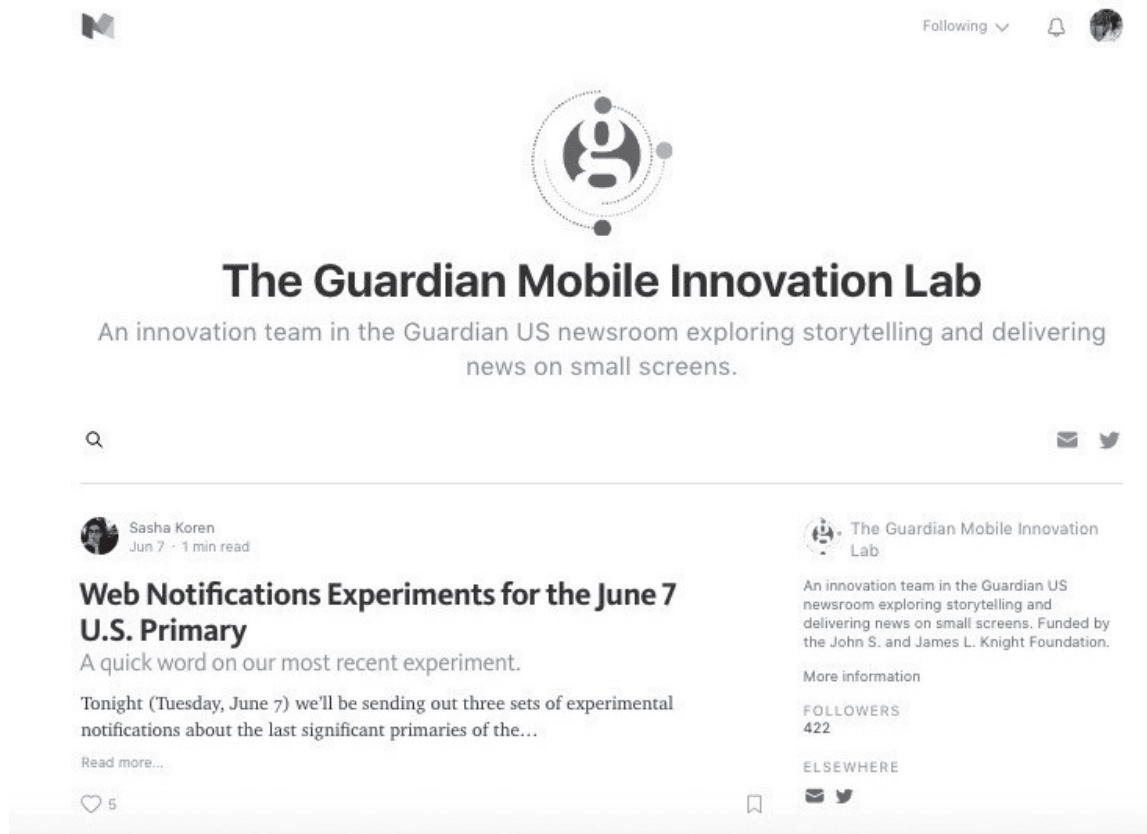 Following
g
The Guardian Mobile Innovation Lab
An innovation team in the Guardian US newsroom exploring storytelling and delivering
news on small screens.
Sasha Koren
Jun 7 · 1 min read
Web Notifications Experiments for the June 7
U.S. Primary
A quick word on our most recent experiment.
Tonight (Tuesday, June 7) we’ll be sending out three sets of experimental
notifications about the last significant primaries of the…
Read more...
5
The Guardian Mobile Innovation
Lab
An innovation team in the Guardian US
newsroom exploring storytelling and
delivering news on small screens. Funded by
the John S. and James L. Knight Foundation.
More information
FOLLOWERS
422
ELSEWHERE